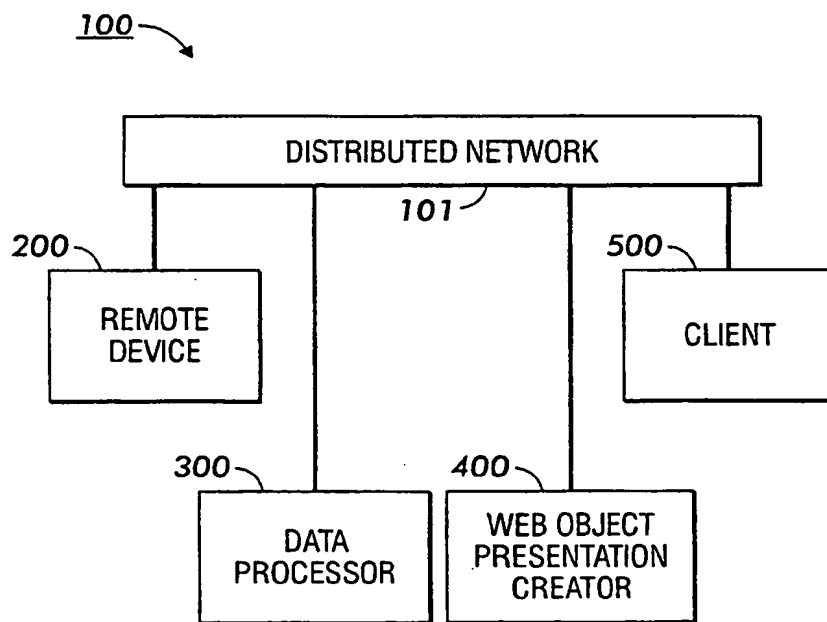 100
DISTRIBUTED NETWORK
101
200
500
REMOTE
DEVICE
CLIENT
300
400
DATA
PROCESSOR
WEB OBJECT
PRESENTATION
CREATOR